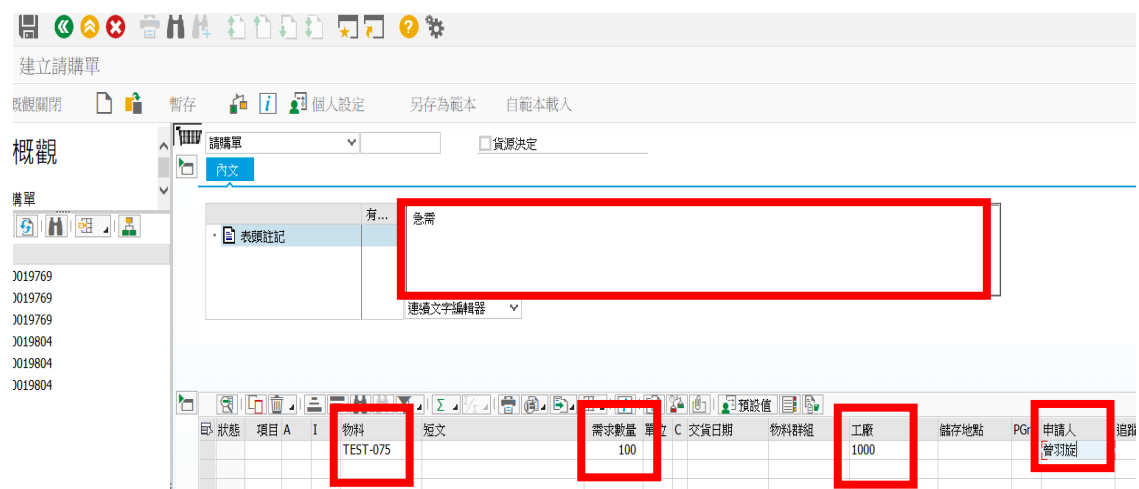 建立請購單
概觀關閉 暫存 個人設定 另存為範本 自範本載入
概觀
請購單 貨源決定
內文
購單
有...
急需
表頭註記
連續文字編輯器
0019769
0019769
0019769
0019804
0019804
0019804
預設值
狀態 項目 A I 物料 短文 需求數量 單位 C 交貨日期 物料群組 工廠 儲存地點 PGr 申請人 追蹤
TEST-075 100 1000 曾羽旋